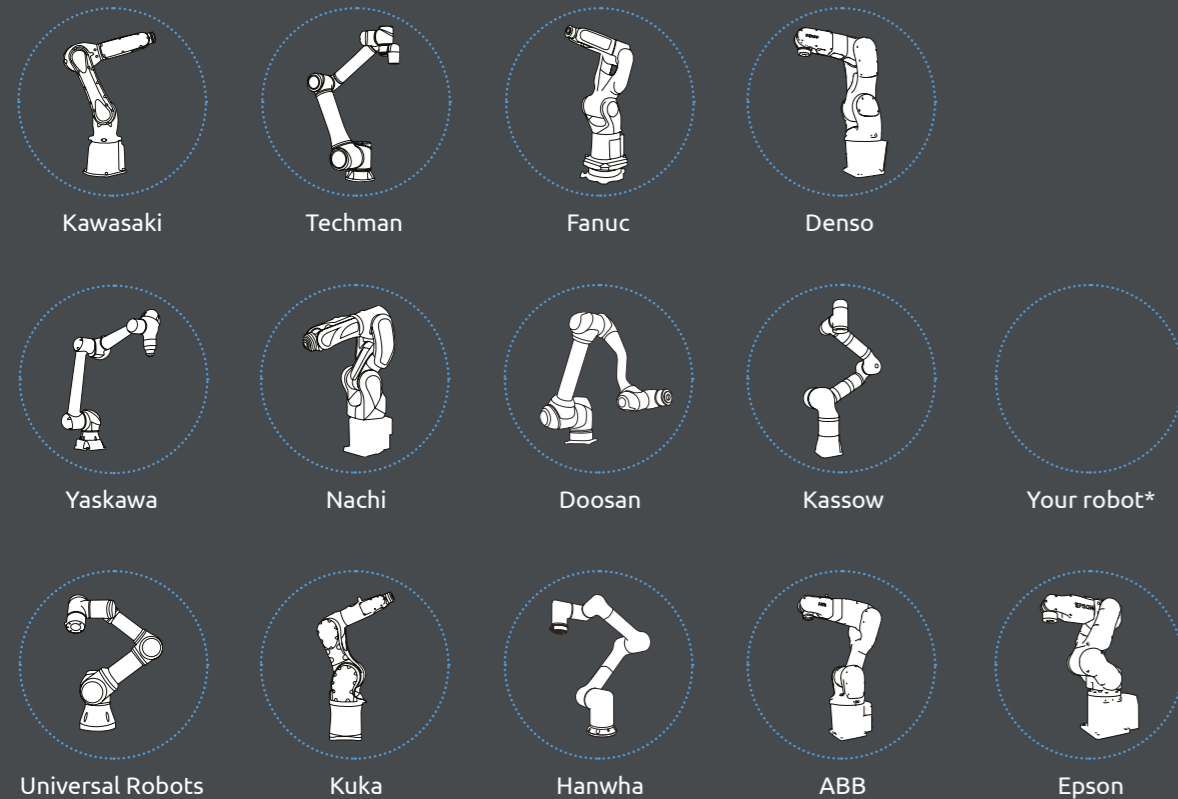 Kawasaki
Techman
Fanuc
Denso
Yaskawa
Nachi
Doosan
Kassow
Your robot*
Universal Robots
Kuka
Hanwha
ABB
Epson